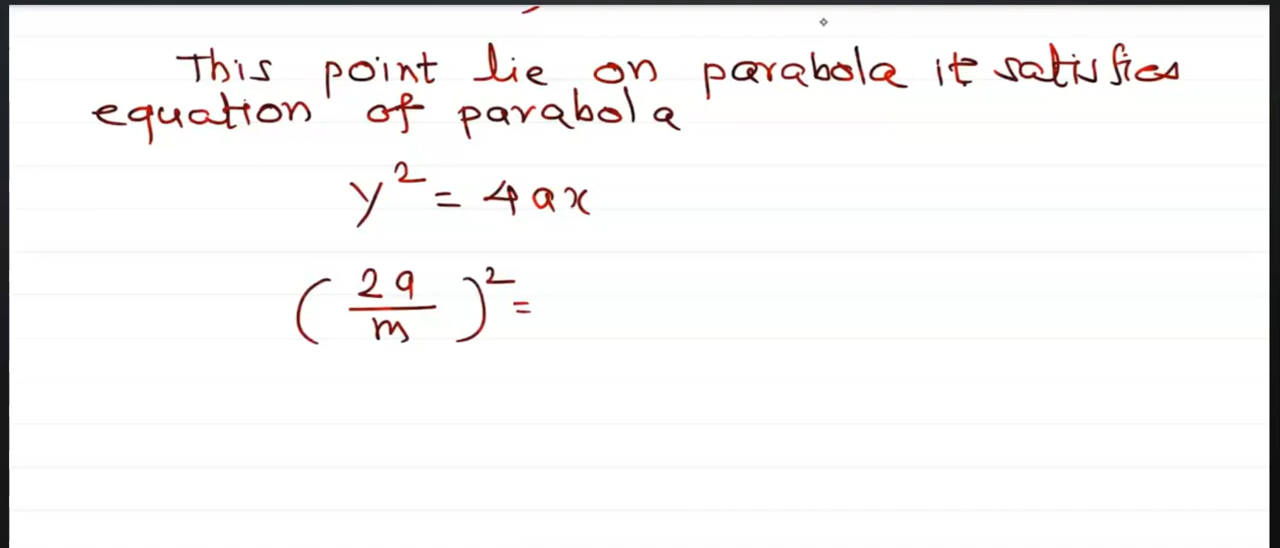 This point lie on parabola it satisfies
equation of parabola
y² = 4ax
(2a/m)² =